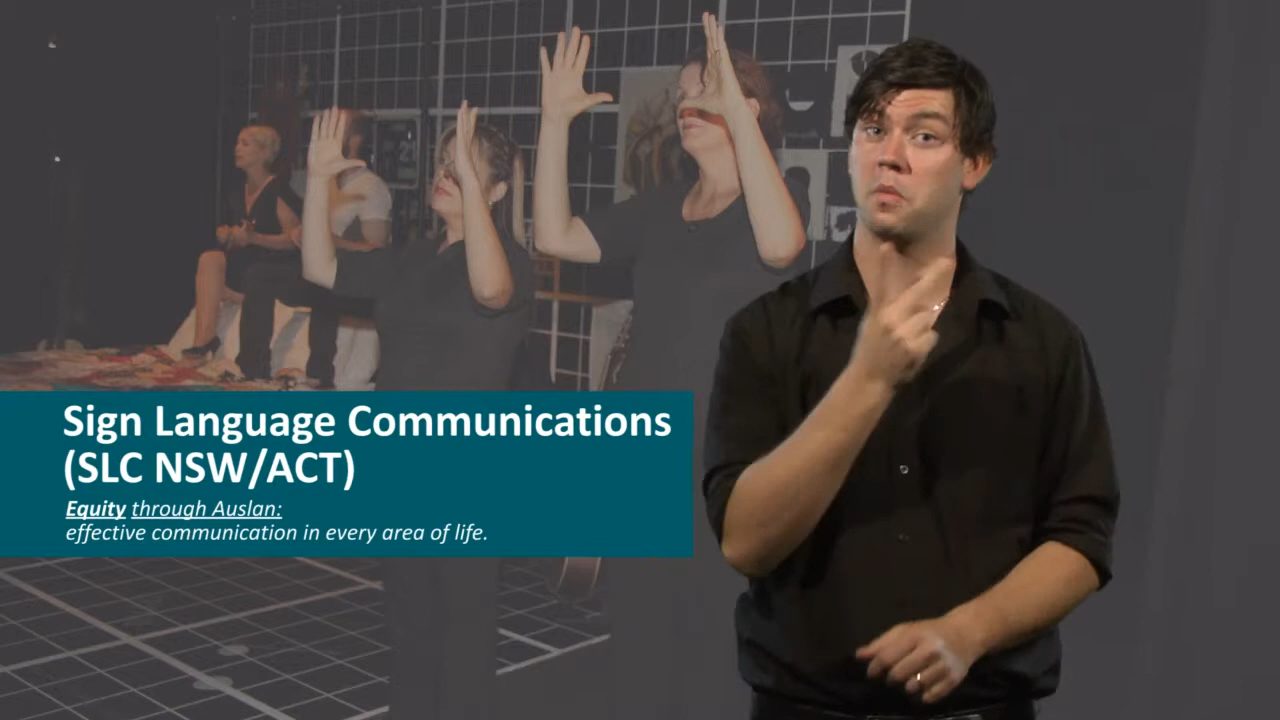 Sign Language Communications
(SLC NSW/ACT)
Equity through Auslan:
effective communication in every area of life.